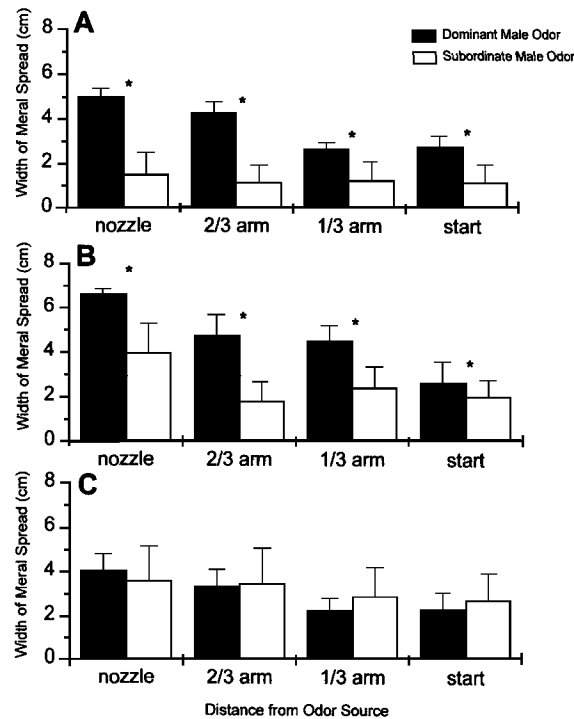 A
Dominant Male Odor
Subordinate Male Odor
Width of Meral Spread (cm)
8
6
4
2
0
*
*
*
*
nozzle 2/3 arm 1/3 arm start
B
Width of Meral Spread (cm)
8
6
4
2
0
*
*
*
*
nozzle 2/3 arm 1/3 arm start
C
Width of Meral Spread (cm)
8
6
4
2
0
nozzle 2/3 arm 1/3 arm start
Distance from Odor Source